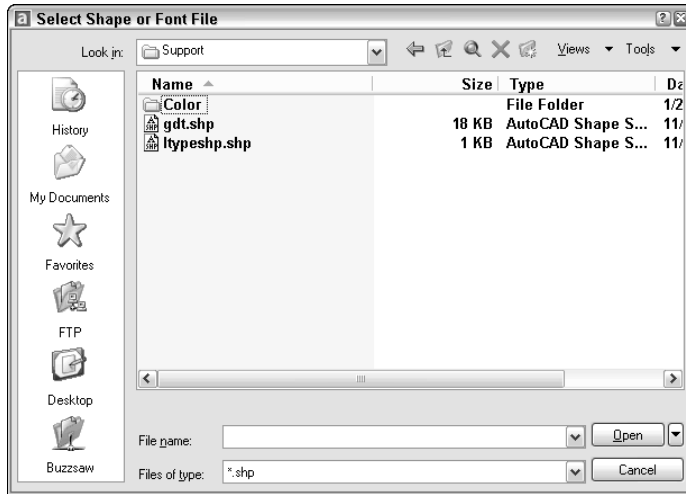 Select Shape or Font File
Look in: Support Views Tools
Name Size Type Da
Color File Folder 1/2
gdt.shp 18 KB AutoCAD Shape S... 11/
ltypeshp.shp 1 KB AutoCAD Shape S... 11/
History
My Documents
Favorites
FTP
Desktop
Buzzsaw
File name: Open
Files of type: *.shp Cancel